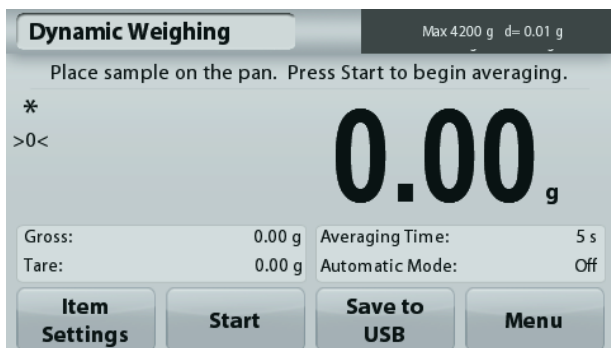 Dynamic Weighing
Max 4200 g d= 0.01 g
Place sample on the pan. Press Start to begin averaging.
*
>0<
0.00 g
Gross: 0.00 g
Tare: 0.00 g
Averaging Time: 5 s
Automatic Mode: Off
Item
Settings
Start
Save to
USB
Menu